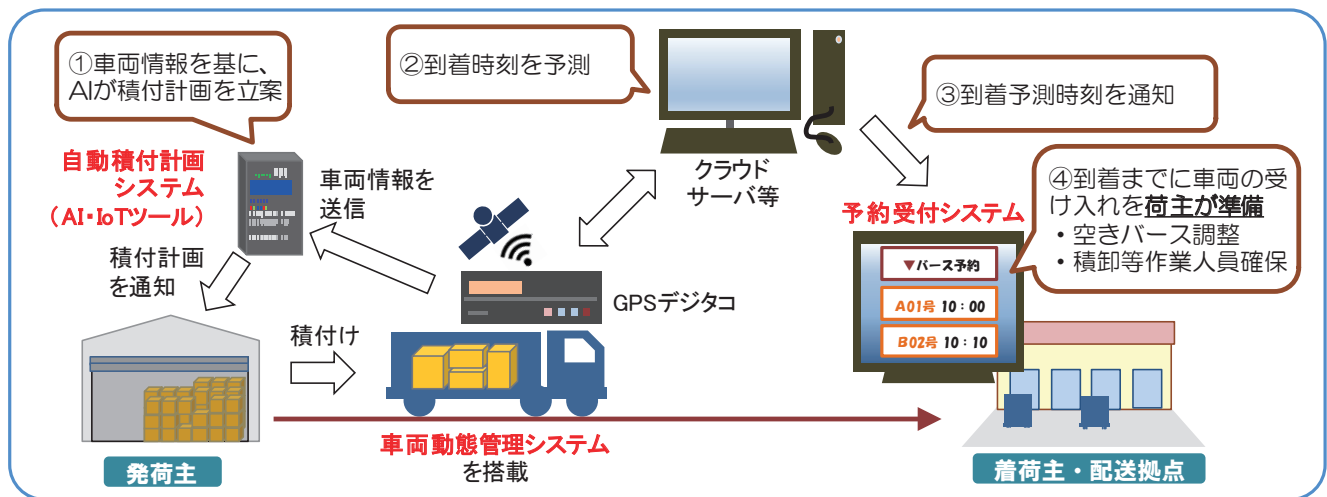 ①車両情報を基に、
AIが積付計画を立案
②到着時刻を予測
③到着予測時刻を通知
自動積付計画
システム
（AI・IoTツール）
車両情報を
送信
クラウド
サーバ等
④到着までに車両の受
け入れを荷主が準備
・空きバース調整
・積卸等作業人員確保
予約受付システム
積付計画
を通知
▼バース予約
A01号 10：00
B02号 10：10
GPSデジタコ
積付け
車両動態管理システム
を搭載
発荷主
着荷主・配送拠点